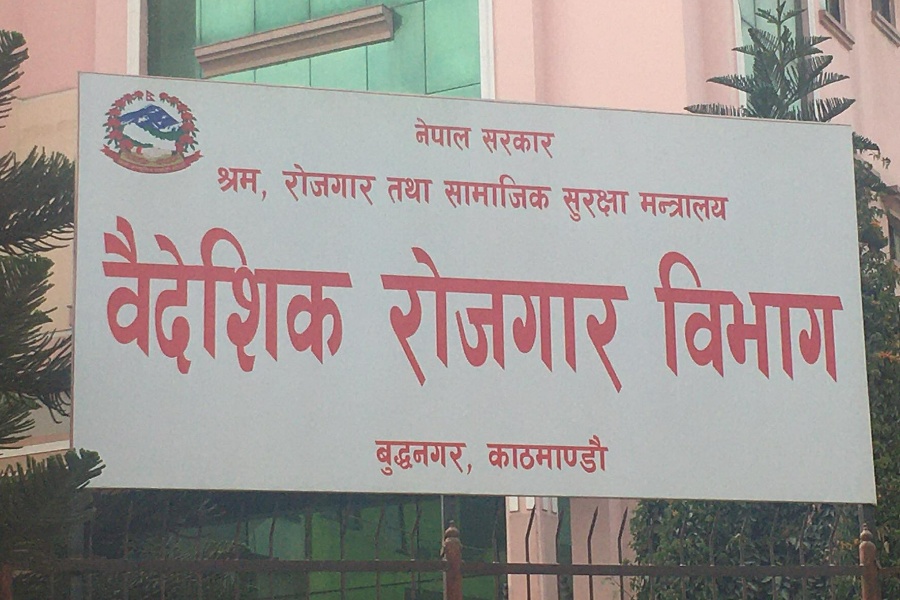 नेपाल सरकार
श्रम, रोजगार तथा सामाजिक सुरक्षा मन्त्रालय
वैदेशिक रोजगार विभाग
बुद्धनगर, काठमाण्डौ